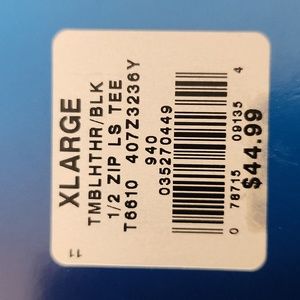 XLARGE
TMBLHTHR/BLK
1/2 ZIP LS TEE
T6610 407Z3236Y
940
035270449
0 78715 09135 4
$44.99
11